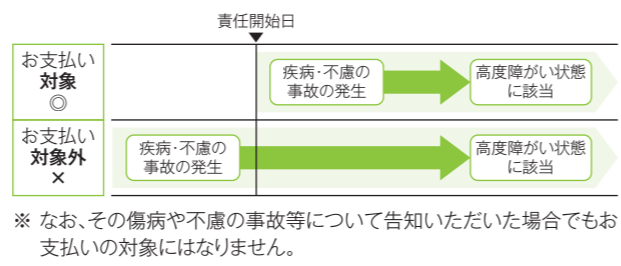 責任開始日
お支払い
対象
◎
疾病・不慮の
事故の発生
高度障がい状態
に該当
お支払い
対象外
×
疾病・不慮の
事故の発生
高度障がい状態
に該当
※ なお、その傷病や不慮の事故等について告知いただいた場合でもお
支払いの対象にはなりません。